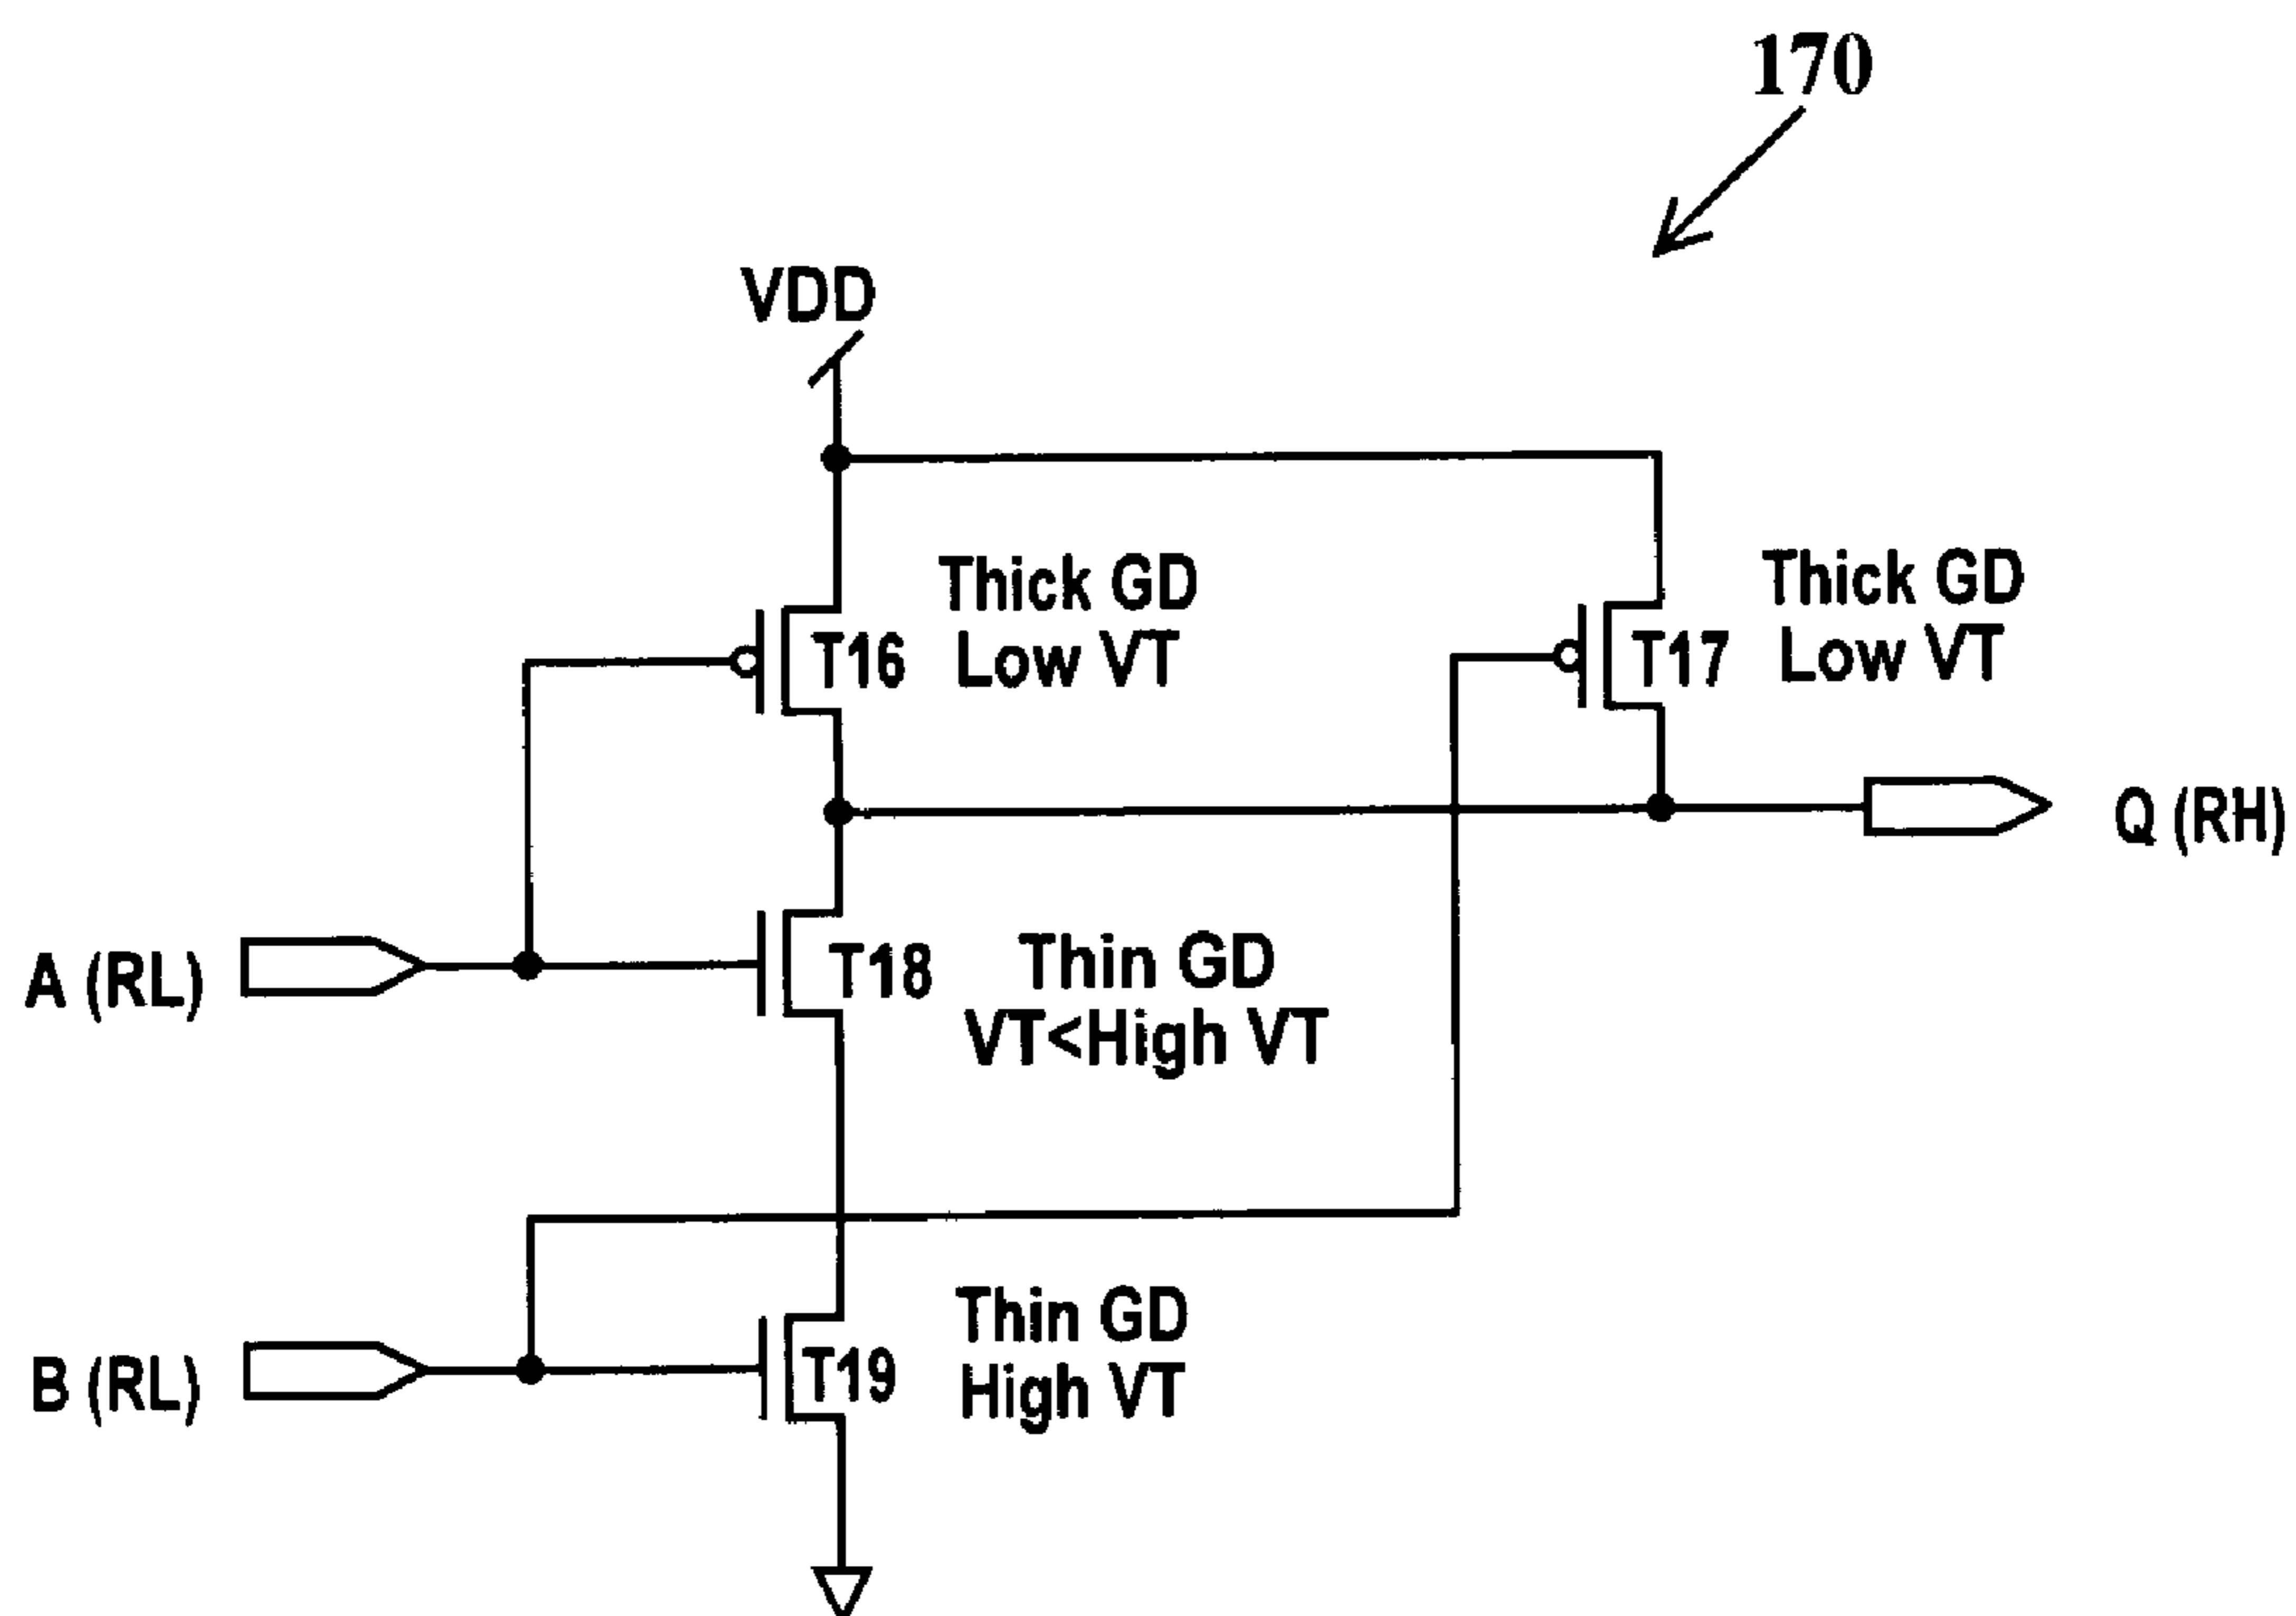 170
VDD
Thick GD
Low VT
T16
Thick GD
Low VT
T17
Q (RH)
A (RL)
T18
Thin GD
VT<High VT
B (RL)
T19
Thin GD
High VT